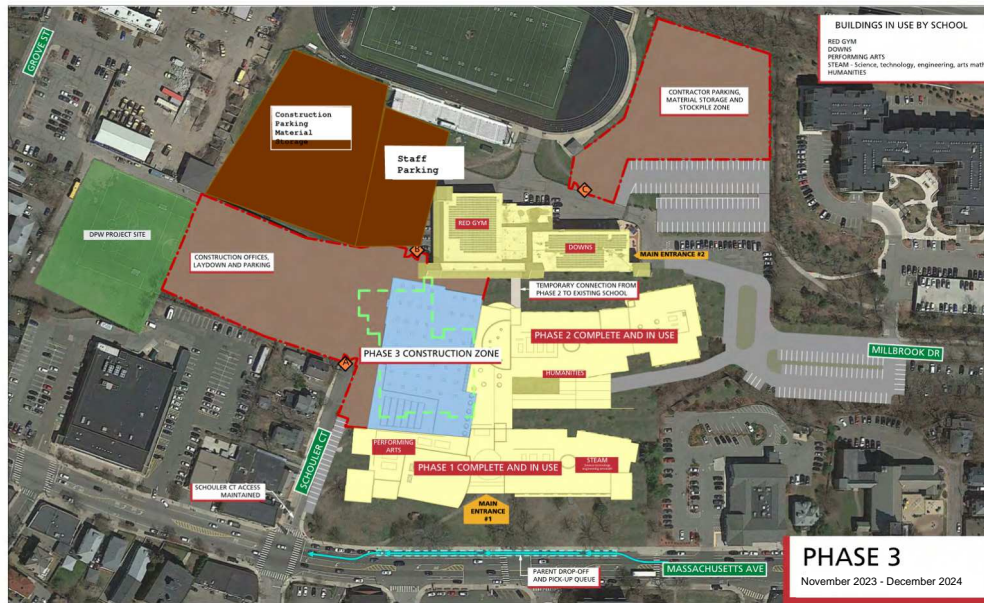 GROVE ST
BUILDINGS IN USE BY SCHOOL
RED GYM
DOWNS
PERFORMING ARTS
STEAM - Science, technology, engineering, arts math
HUMANITIES
CONTRACTOR PARKING,
MATERIAL STORAGE AND
STOCKPILE ZONE
Construction
Parking
Material
Storage
Staff
Parking
C
DPW PROJECT SITE
RED GYM
DOWNS
B
MAIN ENTRANCE #2
CONSTRUCTION OFFICES,
LAYDOWN AND PARKING
TEMPORARY CONNECTION FROM
PHASE 2 TO EXISTING SCHOOL
PHASE 2 COMPLETE AND IN USE
PHASE 3 CONSTRUCTION ZONE
MILLBROOK DR
A
HUMANITIES
SCHOULER CT
PERFORMING
ARTS
PHASE 1 COMPLETE AND IN USE
STEAM
SCHOULER CT ACCESS
MAINTAINED
MAIN
ENTRANCE
#1
PARENT DROP-OFF
AND PICK-UP QUEUE
MASSACHUSETTS AVE
PHASE 3
November 2023 - December 2024